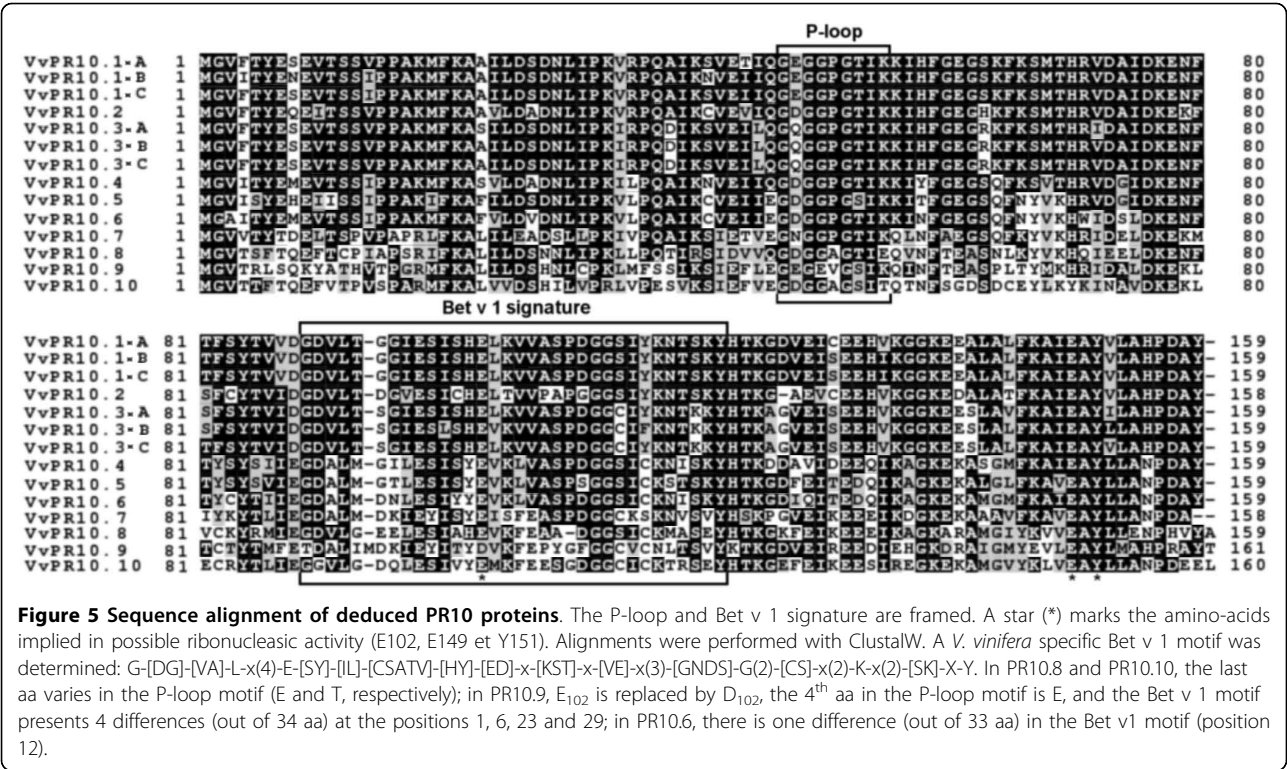 P-loop
VvPR10.1-A 1 MGVFTYESEVTSSVPPAKMFKAAILDSDNLIPKVRPQAIKSVETIQGEGGPGTIKKIHFGEGSKFKSMTHRVDAIDKENF 80
VvPR10.1-B 1 MGVITYENEVTSSIPPAKMFKAAILDSDNLIPKVRPQAIKNVEIIQGEGGPGTIKKIHFGEGSKFKSMTHRVDAIDKENF 80
VvPR10.1-C 1 MGVFTYESEVTSSIPPAKMFKAAILDSDNLIPKVRPQAIKSVEIIQGEGGPGTIKKIHFGEGSKFKSMTHRVDAIDKENF 80
VvPR10.2 1 MGVFTYEQEITSSVPPAKMFKAAVLDADNLIPKVRPQAIKCVEVIQGDGGPGTIKKIHFGEGHKFKSMTHRVDAIDKEKF 80
VvPR10.3-A 1 MGVFTYESEVTSSVPPAKMFKASILDSDNLIPKIRPQDIKSVEILQGQGGPGTIKKIHFGEGRKFKSMTHRIDAIDKENF 80
VvPR10.3-B 1 MGVFTYESEVTSSVPPAKMFKAAILDSDNLIPKIRPQDIKSVEILQGQGGPGTIKKIHFGEGRKFKSMTHRVDAIDKENF 80
VvPR10.3-C 1 MGVFTYESEVTSSVPPAKMFKAAILDSDNLIPKIRPQDIKSVEILQGQGGPGTIKKIHFGEGRKFKSMTHRVDAIDKENF 80
VvPR10.4 1 MGVITYEMEVTSSIPPAKMFKASVLDADNLIPKILPQAIKNVEIIQGDGGPGTIKKIYFGEGSQFKSVTHRVDGIDKENF 80
VvPR10.5 1 MGVISYEHEIISSIPPAKIFKAFILDSDNLIPKVLPQAIKSVEIIEGDGGPGSIKKITFGEGSQFNYVKHRVDGIDKENF 80
VvPR10.6 1 MGAITYEMEVTSSIPPAKMFKAFVLDVDNLIPKVLPQAIKCVEIIEGDGGPGTIKKINFGEGSQFNYVKHWIDSLDKENF 80
VvPR10.7 1 MGVVTYTDELTSPVPAPRLFKALILEADSLLPKIVPQAIKSIETVEGNGGPGTIKQLNFAEGSQFKYVKHRIDELDKEKM 80
VvPR10.8 1 MGVTSFTQEFTCPIAPSRIFKALILDSNNLIPKLLPQTIRSIDVVQGDGGAGTIEQVNFTEASNLKYVKHQIEELDKENF 80
VvPR10.9 1 MGVTRLSQKYATHVTPGRMFKALILDSHNLCPKLMFSSIKSIEFLEGEGEVGSIKQINFTEASPLTYMKHRIDALDKEKL 80
VvPR10.10 1 MGVTTFTQEFVTPVSPARMFKALVVDSHILVPRLVPESVKSIEFVEGDGGAGSITQTNFSGDSDCEYLKYKINAVDKEKL 80
Bet v 1 signature
VvPR10.1-A 81 TFSYTVVDGDVLT-GGIESISHELKVVASPDGGSIYKNTSKYHTKGDVEICEEHVKGGKEEALALFKAIEAYVLAHPDAY- 159
VvPR10.1-B 81 TFSYTVVDGDVLT-GGIESISHELKVVASPDGGSIYKNTSKYHTKGDVEISEEHIKGGKEEALALFKAIEAYVLAHPDAY- 159
VvPR10.1-C 81 TFSYTVVDGDVLT-GGIESISHELKVVASPDGGSIYKNTSKYHTKGDVEISEEHIKGGKEEALALFKAIEAYVLAHPDAY- 159
VvPR10.2 81 SFCYTVIDGDVLT-DGVESICHELTVVPAPGGGSIYKNTSKYHTKG-AEVCEEHVKGGKEDALATFKAIEAYVLAHPDAY- 158
VvPR10.3-A 81 SFSYTVIDGDVLT-SGIESISHELKVVASPDGGCIYKNTKKYHTKAGVEISEEHVKGGKEESLALFKAIEAYILAHPDAY- 159
VvPR10.3-B 81 SFSYTVIDGDVLT-SGIESLSHEVKVVASPDGGCIFKNTKKYHTKAGVEISEEHVKGGKEESLALFKAIEAYVLAHPDAY- 159
VvPR10.3-C 81 TFSYTVIDGDVLT-SGIESISHEVKVVASPDGGCIYKNTSKYHTKAGVEISEEHVKGGKEESLALFKAIEAYVLAHPDAY- 159
VvPR10.4 81 TYSYSIIEGDALM-GILESISYEVKLVASPDGGSICKNISKYHTKDDAVIDEEQIKAGKEKASGMFKAIEAYLLANPDAY- 159
VvPR10.5 81 TYSYSVIEGDALM-GTLESISYEVKLVASPSGGSICKSTSKYHTKGDFEITEDQIKAGKEKALGLFKAVEAYLLANPDAY- 159
VvPR10.6 81 TYCYTIIEGDALM-DNLESIYYEVKLVASPDGGSICKNISKYHTKGDIQITEDQIKAGKEKAMGMFKAIEAYLLANPDAY- 159
VvPR10.7 81 IYKYTLIEGDALM-DKIEYISYEISFEASPDGGCKSKNVSVYHSKPGVEIKEEEIKDGKEKAAAVFKAVEAYLLANPDA-- 158
VvPR10.8 81 VCKYRMIEGDVLG-EELESIAHEVKFEAA-DGGSICKMASEYHTKGKFEIKEEEIKAGKARAMGIYKVVEAYLLENPHVYA 159
VvPR10.9 81 TCTYTMFETDALIMDKIEYITYDVKFEPYGFGGCVCNLTSVYKTKGDVEIREEDIEHGKDRAIGMYEVLEAYLMAHPRAYT 161
VvPR10.10 81 ECRYTLIEGGVLG-DQLESIVYEMKFEESGDGGCICKTRSEYHTKGEFEIKEESIREGKEKAMGVYKLVEAYLLANPDEEL 160
* * *
Figure 5 Sequence alignment of deduced PR10 proteins. The P-loop and Bet v 1 signature are framed. A star (*) marks the amino-acids
implied in possible ribonucleasic activity (E102, E149 et Y151). Alignments were performed with ClustalW. A V. vinifera specific Bet v 1 motif was
determined: G-[DG]-[VA]-L-x(4)-E-[SY]-[IL]-[CSATV]-[HY]-[ED]-x-[KST]-x-[VE]-x(3)-[GNDS]-G(2)-[CS]-x(2)-K-x(2)-[SK]-X-Y. In PR10.8 and PR10.10, the last
aa varies in the P-loop motif (E and T, respectively); in PR10.9, E102 is replaced by D102, the 4th aa in the P-loop motif is E, and the Bet v 1 motif
presents 4 differences (out of 34 aa) at the positions 1, 6, 23 and 29; in PR10.6, there is one difference (out of 33 aa) in the Bet v1 motif (position
12).